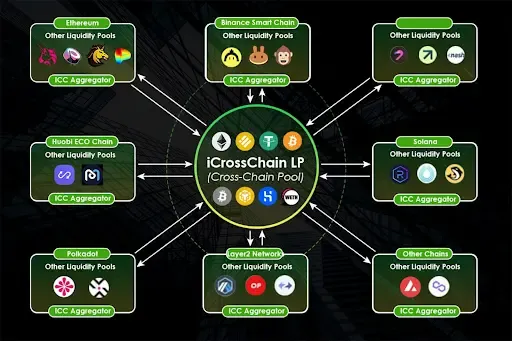 Ethereum
Other Liquidity Pools
ICC Aggregator
Binance Smart Chain
Other Liquidity Pools
ICC Aggregator
Other Liquidity Pools
ICC Aggregator
Huobi ECO Chain
Other Liquidity Pools
ICC Aggregator
iCrossChain LP
(Cross-Chain Pool)
WETH
Solana
Other Liquidity Pools
ICC Aggregator
Polkadot
Other Liquidity Pools
ICC Aggregator
Layer2 Network
Other Liquidity Pools
OP
ICC Aggregator
Other Chains
Other Liquidity Pools
ICC Aggregator